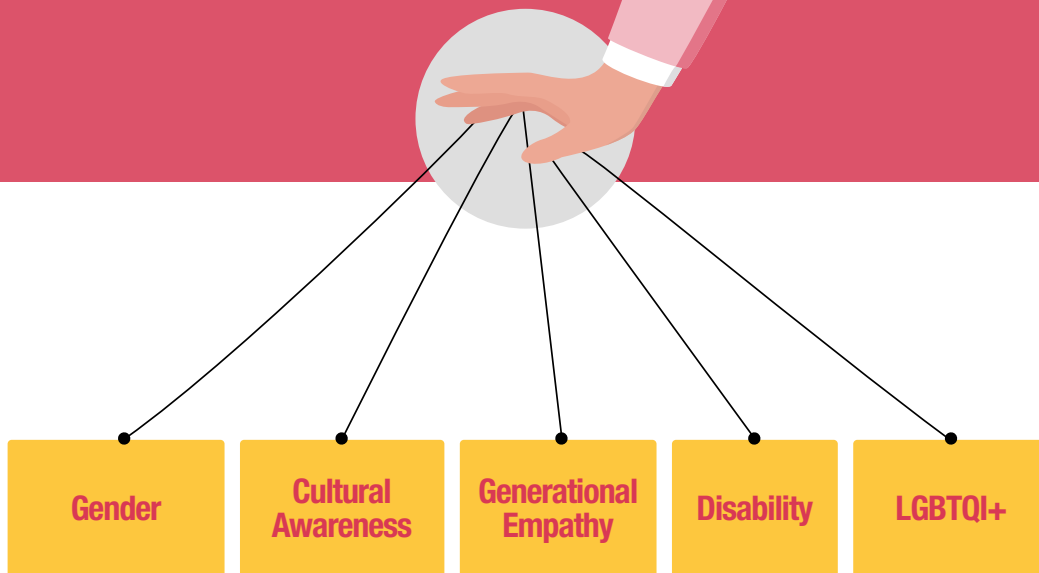 Gender
Cultural
Awareness
Generational
Empathy
Disability
LGBTQI+